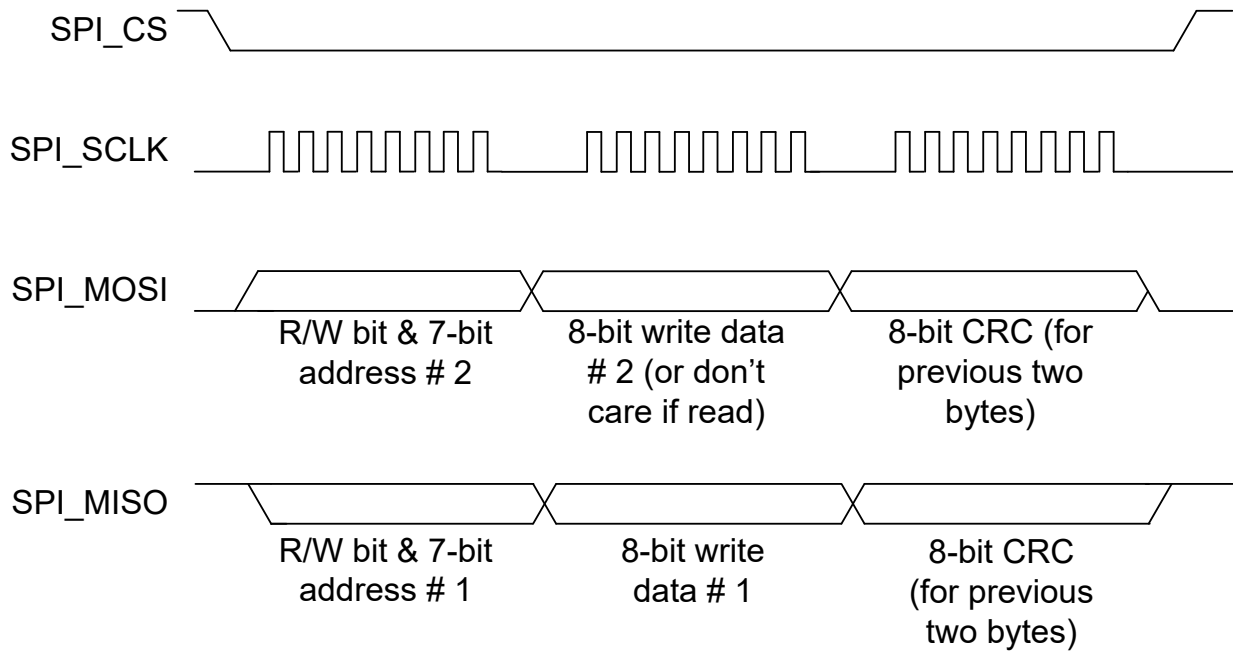 SPI_CS
SPI_SCLK
SPI_MOSI
R/W bit & 7-bit
address # 2
8-bit write data
# 2 (or don't
care if read)
8-bit CRC (for
previous two
bytes)
SPI_MISO
R/W bit & 7-bit
address # 1
8-bit write
data # 1
8-bit CRC
(for previous
two bytes)